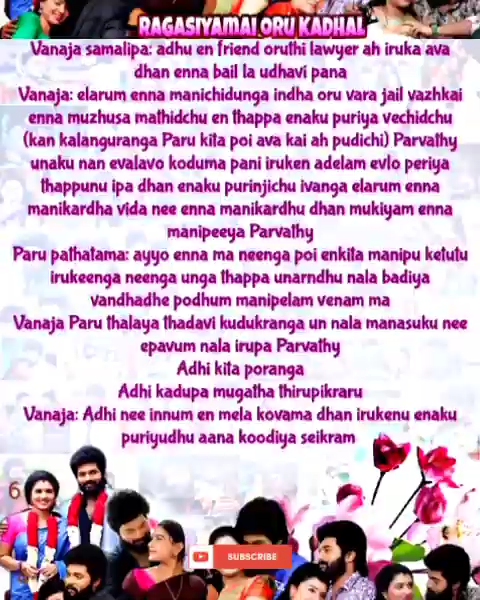 RAGASIYAMAI ORU KADHAL
Vanaja samalipa: adhu en friend oruthi lawyer ah iruka ava
dhan enna bail la udhavi pana
Vanaja: elarum enna manichidunga indha oru vara jail vazhkai
enna muzhusa mathidchu en thappa enaku puriya vechidchu
(kan kalanguranga Paru kita poi ava kai ah pudichi) Parvathy
unaku nan evalavo koduma pani iruken adelam evlo periya
thappunu ipa dhan enaku purinjichu ivanga elarum enna
manikardha vida nee enna manikardhu dhan mukiyam enna
manipeeya Parvathy
Paru pathatama: ayyo enna ma neenga poi enkita manipu ketutu
irukeenga neenga unga thappa unarndhu nala badiya
vandhadhe podhum manipelam venam ma
Vanaja Paru thalaya thadavi kudukranga un nala manasuku nee
epavum nala irupa Parvathy
Adhi kita poranga
Adhi kadupa mugatha thirupikraru
Vanaja: Adhi nee innum en mela kovama dhan irukenu enaku
puriyudhu aana koodiya seikram
6
SUBSCRIBE